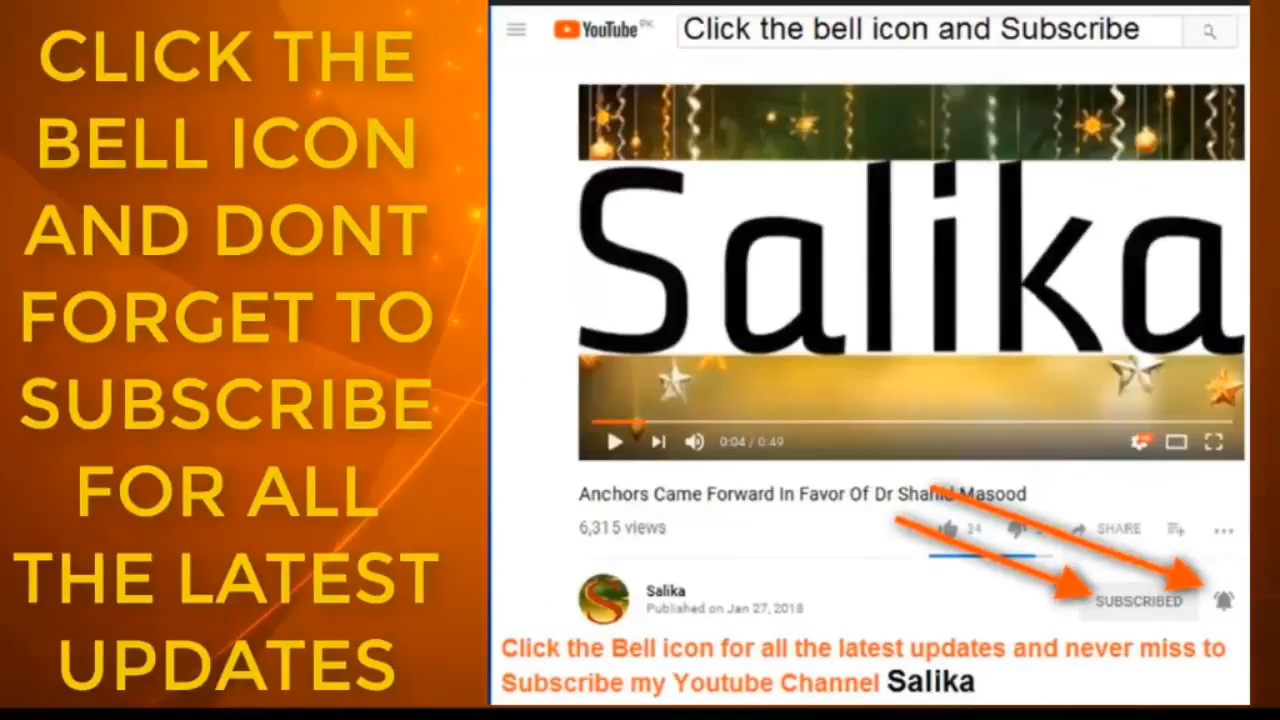 CLICK THE
BELL ICON
AND DONT
FORGET TO
SUBSCRIBE
FOR ALL
THE LATEST
UPDATES
YouTube PK
Click the bell icon and Subscribe
Salika
0:04 / 0:49
Anchors Came Forward In Favor Of Dr Shahid Masood
6,315 views
34
SHARE
Salika
Published on Jan 27, 2018
SUBSCRIBED
Click the Bell icon for all the latest updates and never miss to
Subscribe my Youtube Channel Salika